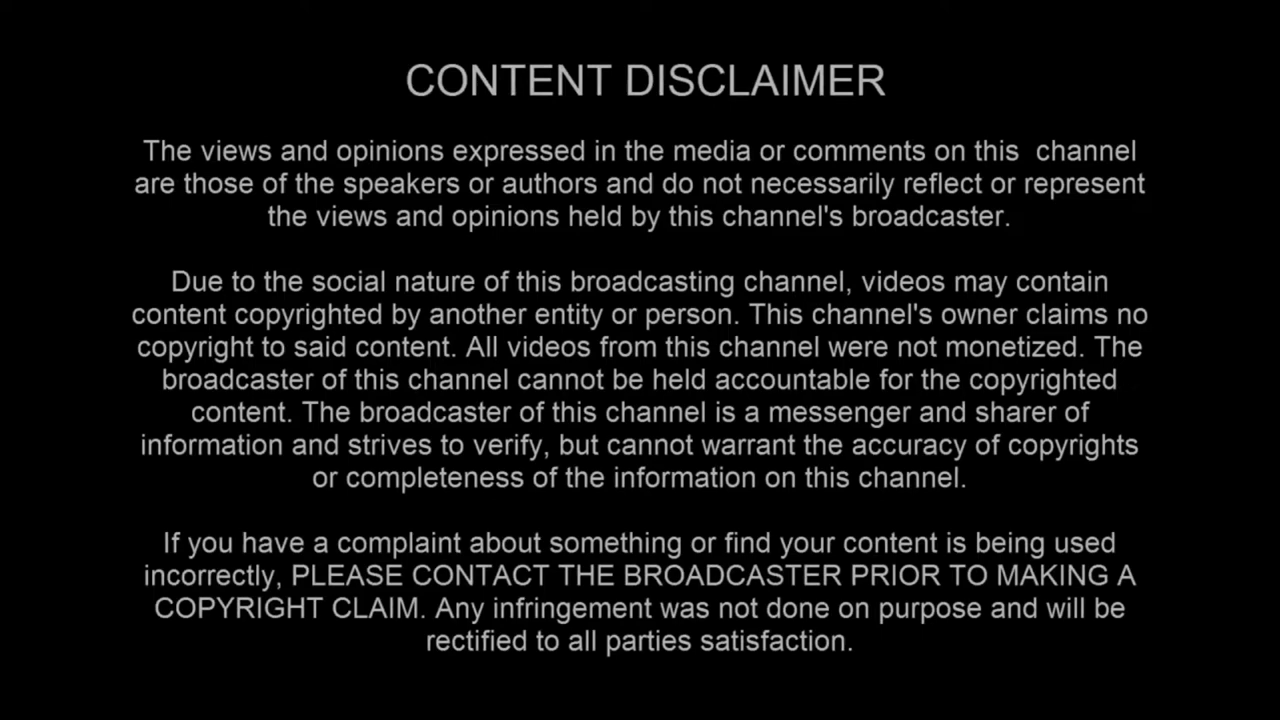 CONTENT DISCLAIMER
The views and opinions expressed in the media or comments on this  channel
are those of the speakers or authors and do not necessarily reflect or represent
the views and opinions held by this channel's broadcaster.
Due to the social nature of this broadcasting channel, videos may contain
content copyrighted by another entity or person. This channel's owner claims no
copyright to said content. All videos from this channel were not monetized. The
broadcaster of this channel cannot be held accountable for the copyrighted
content. The broadcaster of this channel is a messenger and sharer of
information and strives to verify, but cannot warrant the accuracy of copyrights
or completeness of the information on this channel.
If you have a complaint about something or find your content is being used
incorrectly, PLEASE CONTACT THE BROADCASTER PRIOR TO MAKING A
COPYRIGHT CLAIM. Any infringement was not done on purpose and will be
rectified to all parties satisfaction.